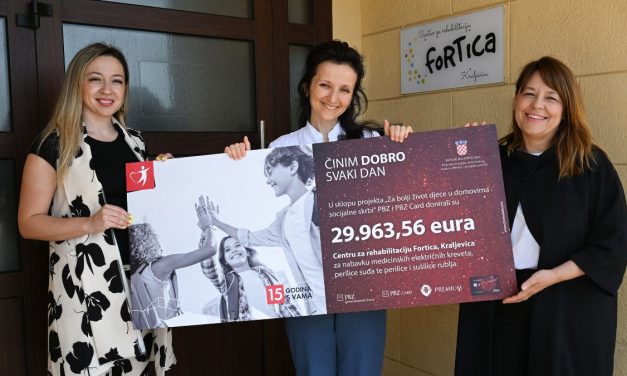 Centar za rehabilitaciju
foRTICA
Kraljevica
ČINIM DOBRO
SVAKI DAN
REPUBLIKA HRVATSKA
U sklopu projekta „Za bolji život djece u domovima
socijalne skrbi” PBZ i PBZ Card donirali su
29.963,56 eura
Centru za rehabilitaciju Fortica, Kraljevica
za nabavku medicinskih električnih kreveta,
perilice suđa te perilice i sušilice rublja.
15 GODINA
S VAMA
PBZ
PBZ CARD
PREMIUM